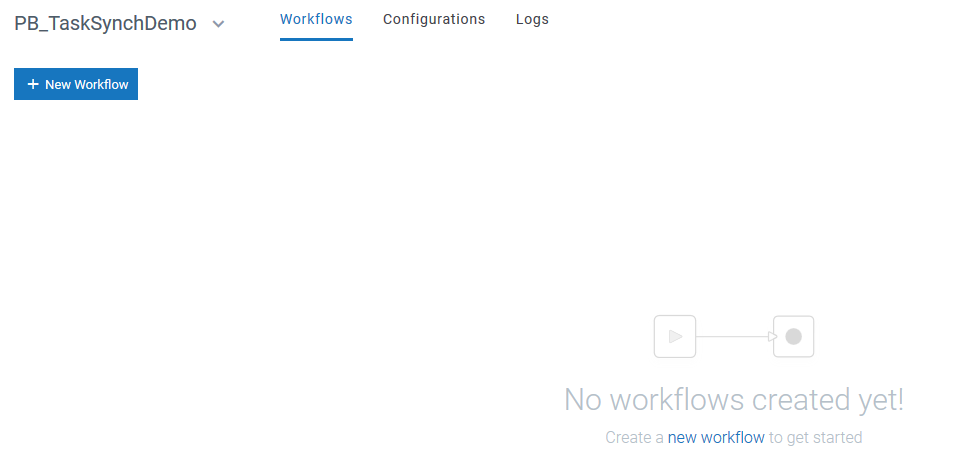 PB_TaskSynchDemo
Workflows Configurations Logs
+ New Workflow
No workflows created yet!
Create a new workflow to get started